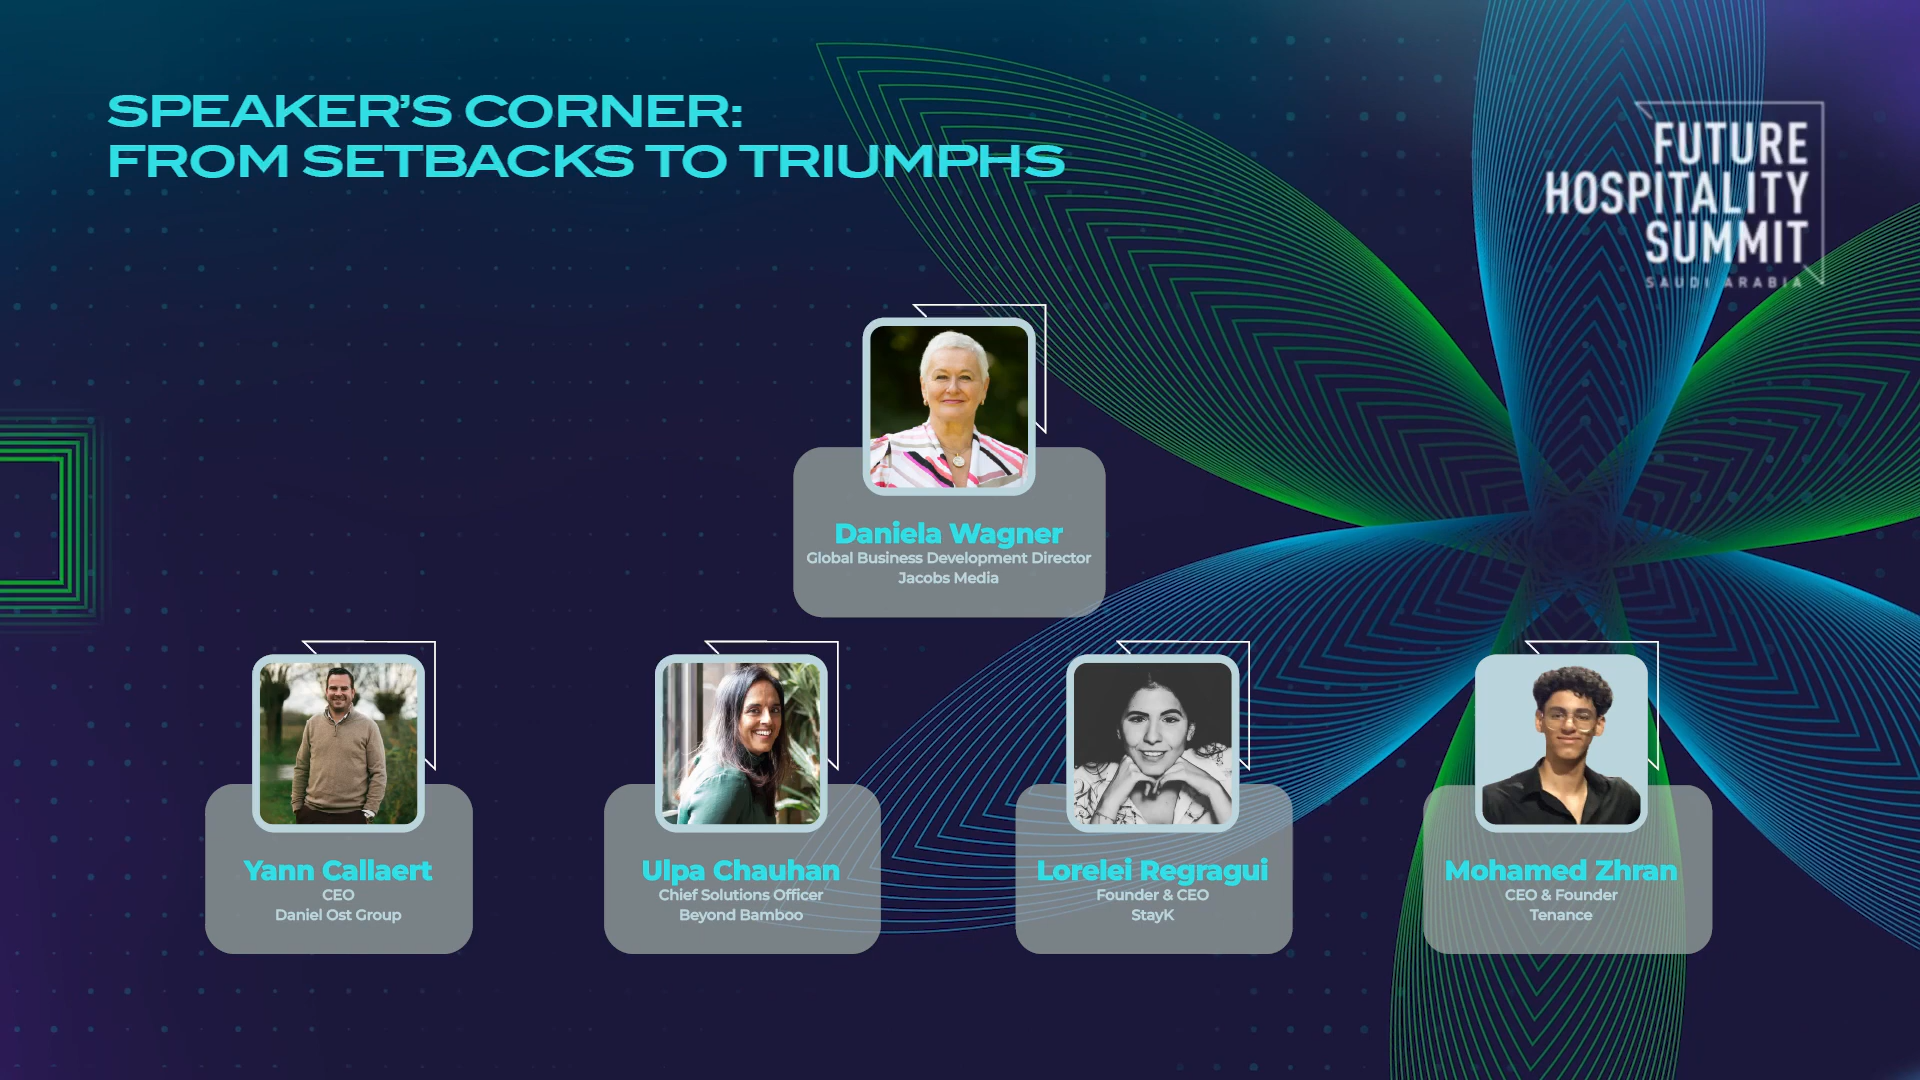 SPEAKER’S CORNER:
FROM SETBACKS TO TRIUMPHS
FUTURE
HOSPITALITY
SUMMIT
SAUDI ARABIA
Daniela Wagner
Global Business Development Director
Jacobs Media
Yann Callaert
CEO
Daniel Ost Group
Ulpa Chauhan
Chief Solutions Officer
Beyond Bamboo
Lorelei Regragui
Founder & CEO
StayK
Mohamed Zhran
CEO & Founder
Tenance